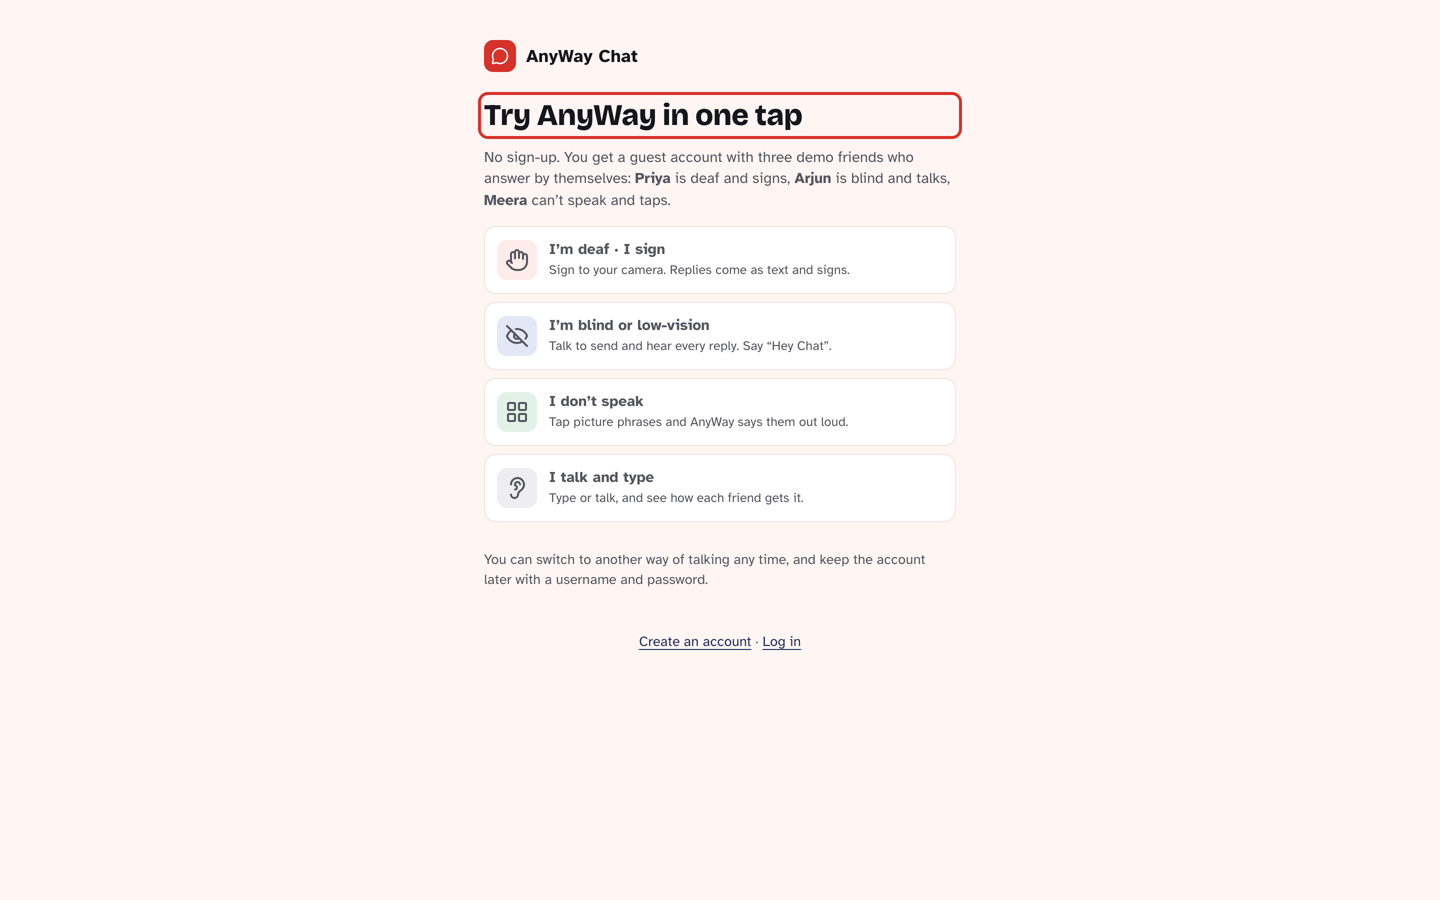 AnyWay Chat
Try AnyWay in one tap
No sign-up. You get a guest account with three demo friends who
answer by themselves: Priya is deaf and signs, Arjun is blind and talks,
Meera can’t speak and taps.
I’m deaf · I sign
Sign to your camera. Replies come as text and signs.
I’m blind or low-vision
Talk to send and hear every reply. Say “Hey Chat”.
I don’t speak
Tap picture phrases and AnyWay says them out loud.
I talk and type
Type or talk, and see how each friend gets it.
You can switch to another way of talking any time, and keep the account
later with a username and password.
Create an account · Log in